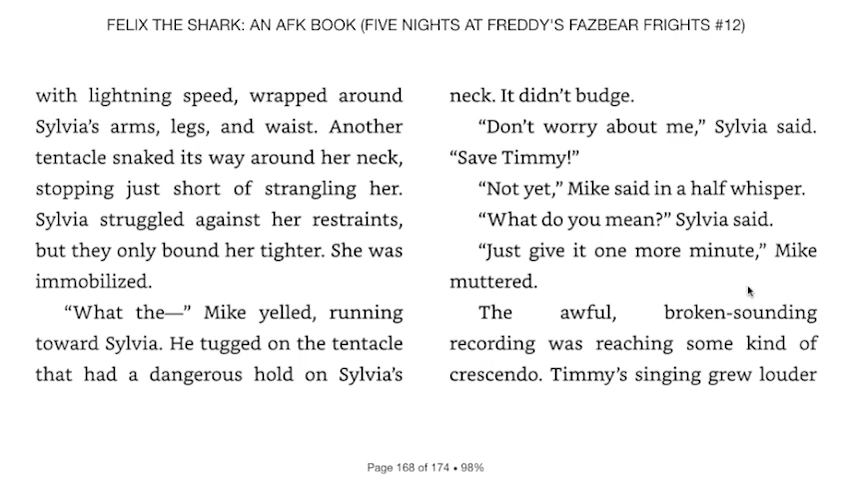 FELIX THE SHARK: AN AFK BOOK (FIVE NIGHTS AT FREDDY'S FAZBEAR FRIGHTS #12)
with lightning speed, wrapped around
Sylvia’s arms, legs, and waist. Another
tentacle snaked its way around her neck,
stopping just short of strangling her.
Sylvia struggled against her restraints,
but they only bound her tighter. She was
immobilized.
“What the—” Mike yelled, running
toward Sylvia. He tugged on the tentacle
that had a dangerous hold on Sylvia’s
neck. It didn’t budge.
“Don’t worry about me,” Sylvia said.
“Save Timmy!”
“Not yet,” Mike said in a half whisper.
“What do you mean?” Sylvia said.
“Just give it one more minute,” Mike
muttered.
The awful, broken-sounding
recording was reaching some kind of
crescendo. Timmy’s singing grew louder
Page 168 of 174 • 98%